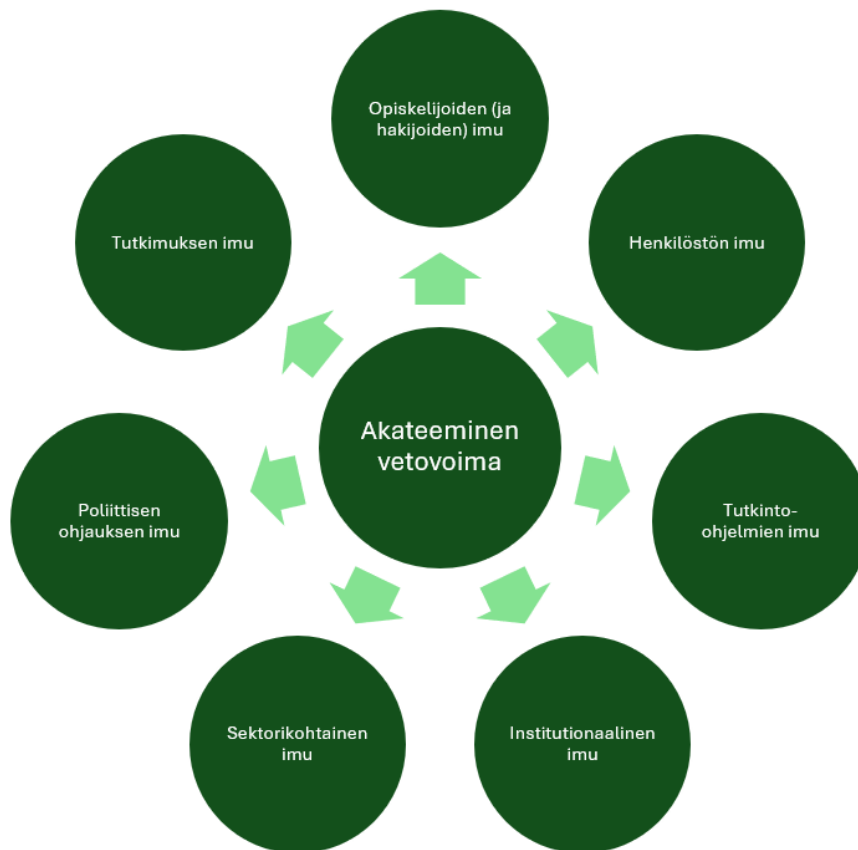 Opiskelijoiden (ja
hakijoiden) imu
Tutkimuksen imu
Henkilöstön imu
Akateeminen
vetovoima
Poliittisen
ohjauksen imu
Tutkinto-
ohjelmien imu
Sektorikohtainen
imu
Institutionaalinen
imu